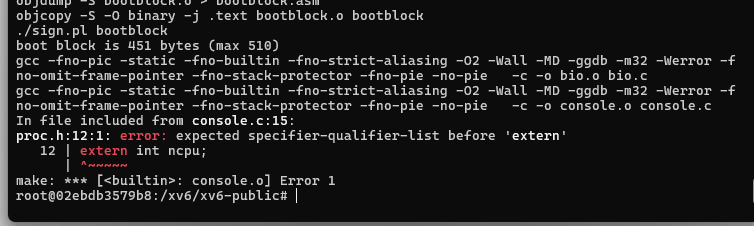 objdump -S bootblock.o > bootblock.asm
objcopy -S -O binary -j .text bootblock.o bootblock
./sign.pl bootblock
boot block is 451 bytes (max 510)
gcc -fno-pic -static -fno-builtin -fno-strict-aliasing -O2 -Wall -MD -ggdb -m32 -Werror -f
no-omit-frame-pointer -fno-stack-protector -fno-pie -no-pie   -c -o bio.o bio.c
gcc -fno-pic -static -fno-builtin -fno-strict-aliasing -O2 -Wall -MD -ggdb -m32 -Werror -f
no-omit-frame-pointer -fno-stack-protector -fno-pie -no-pie   -c -o console.o console.c
In file included from console.c:15:
proc.h:12:1: error: expected specifier-qualifier-list before 'extern'
   12 | extern int ncpu;
      | ^~~~~~
make: *** [<builtin>: console.o] Error 1
root@02ebdb3579b8:/xv6/xv6-public#